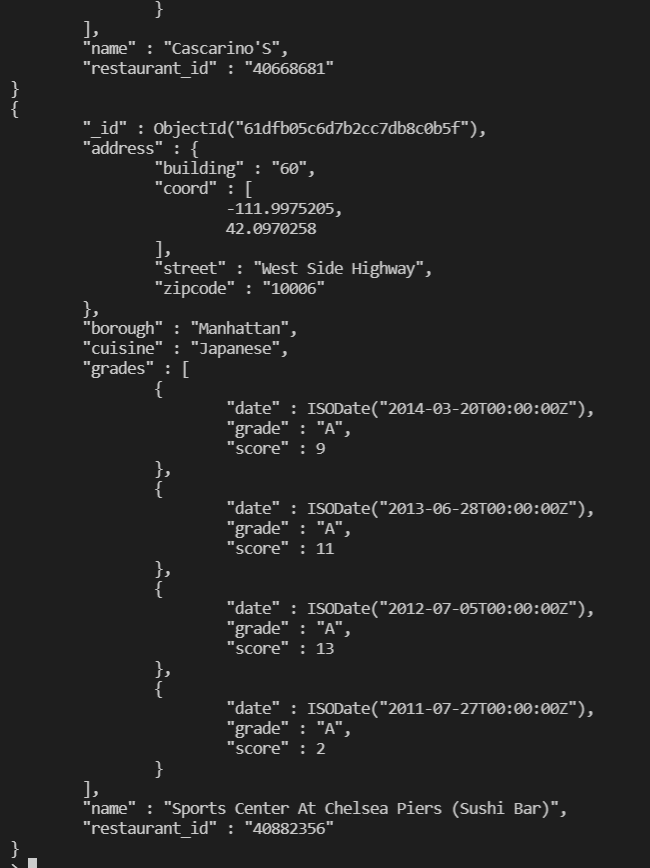 }
],
"name" : "Cascarino'S",
"restaurant_id" : "40668681"
}
{
"_id" : ObjectId("61dfb05c6d7b2cc7db8c0b5f"),
"address" : {
"building" : "60",
"coord" : [
-111.9975205,
42.0970258
],
"street" : "West Side Highway",
"zipcode" : "10006"
},
"borough" : "Manhattan",
"cuisine" : "Japanese",
"grades" : [
{
"date" : ISODate("2014-03-20T00:00:00Z"),
"grade" : "A",
"score" : 9
},
{
"date" : ISODate("2013-06-28T00:00:00Z"),
"grade" : "A",
"score" : 11
},
{
"date" : ISODate("2012-07-05T00:00:00Z"),
"grade" : "A",
"score" : 13
},
{
"date" : ISODate("2011-07-27T00:00:00Z"),
"grade" : "A",
"score" : 2
}
],
"name" : "Sports Center At Chelsea Piers (Sushi Bar)",
"restaurant_id" : "40882356"
}
>